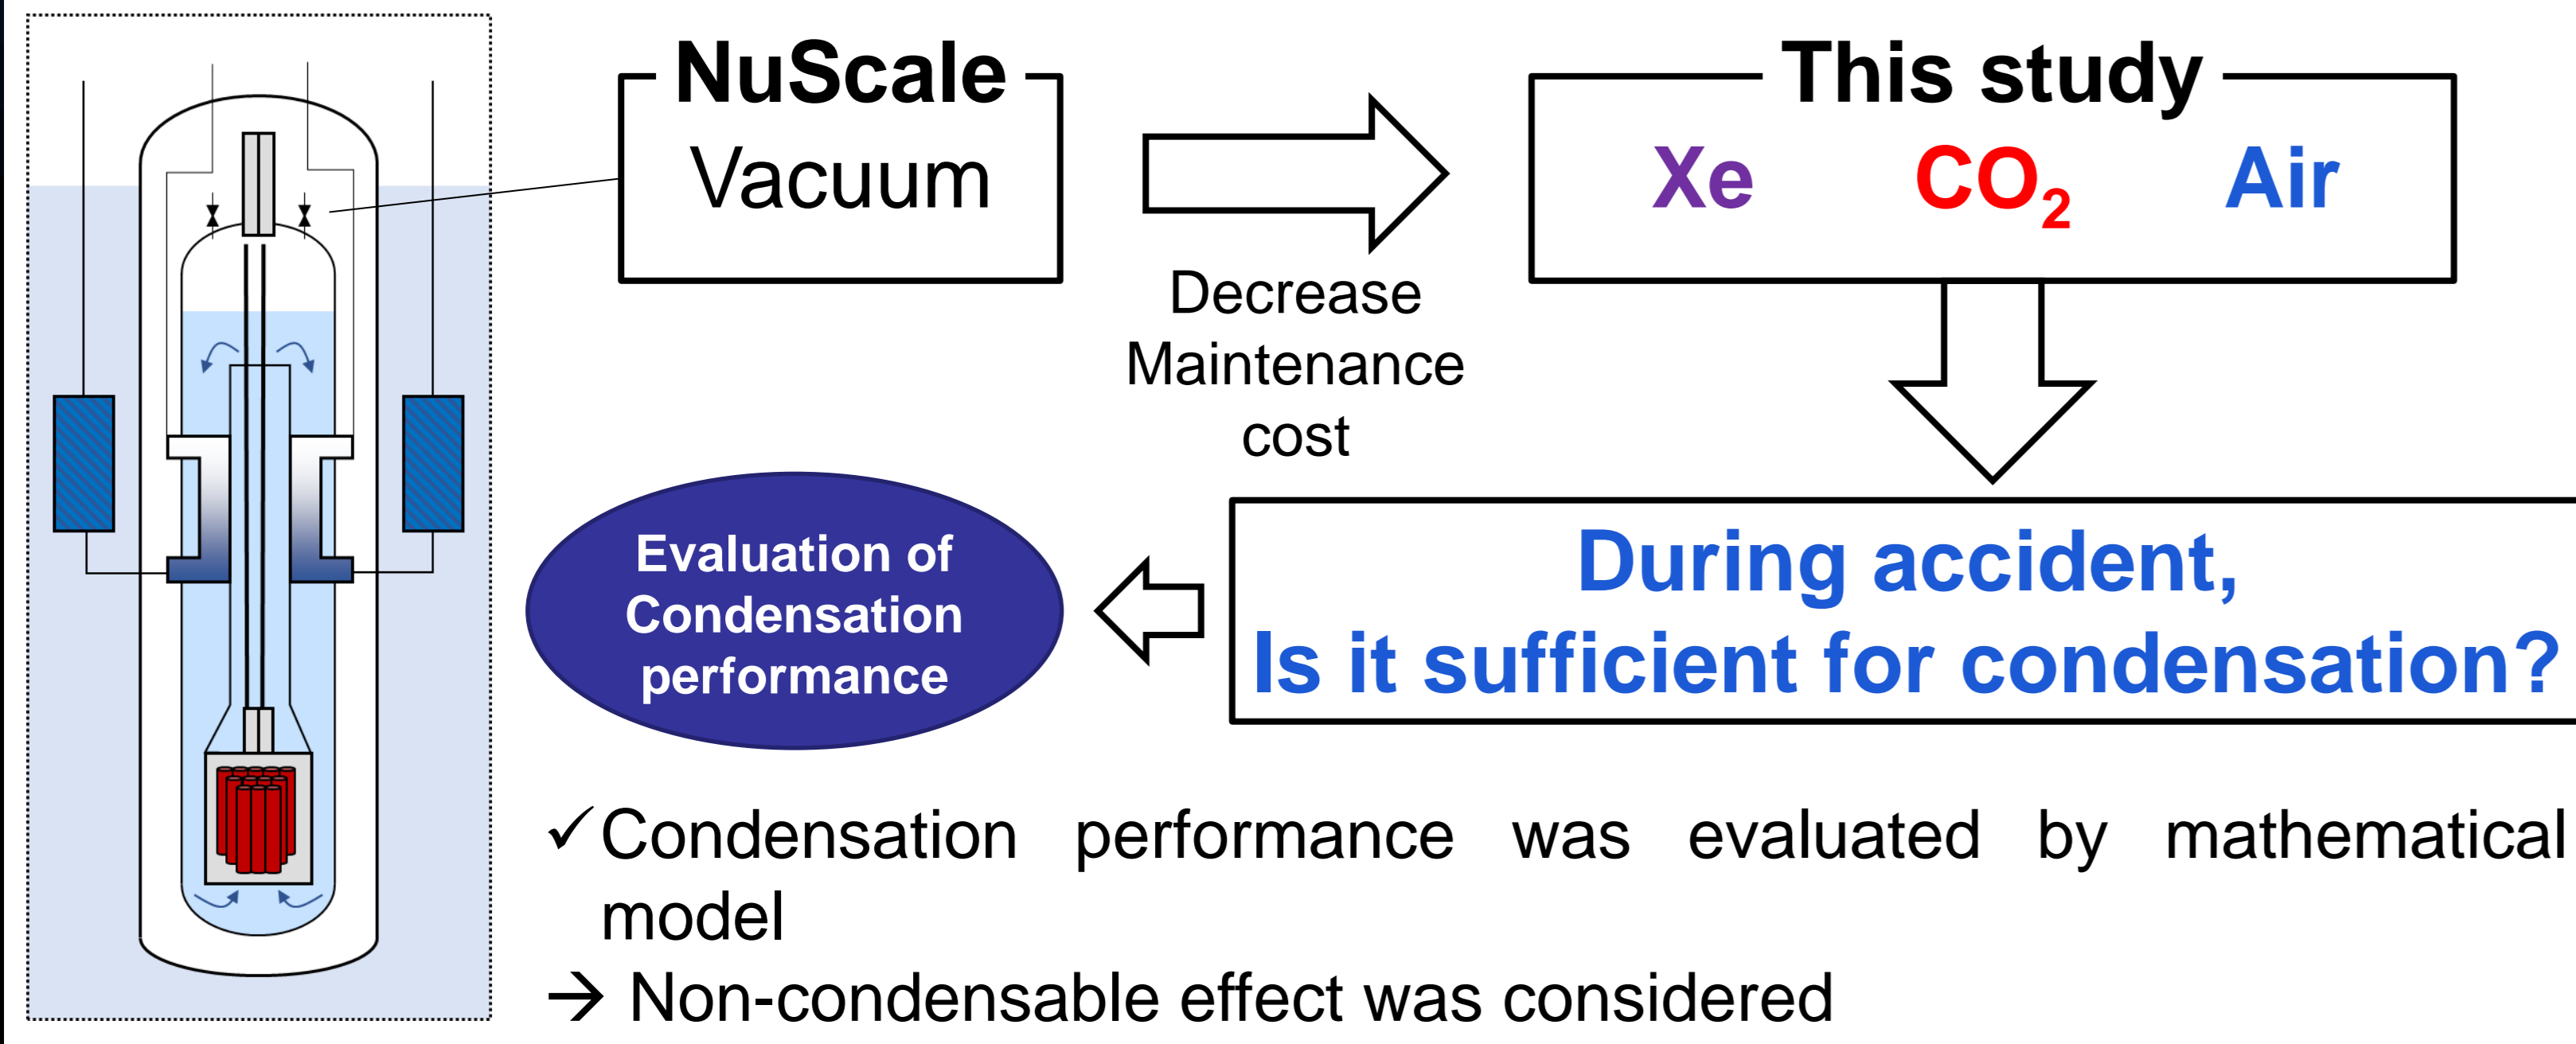 NuScale
Vacuum
This study
Xe CO₂ Air
Decrease
Maintenance
cost
During accident,
Is it sufficient for condensation?
Evaluation of
Condensation
performance
✓Condensation performance was evaluated by mathematical
model
→ Non-condensable effect was considered